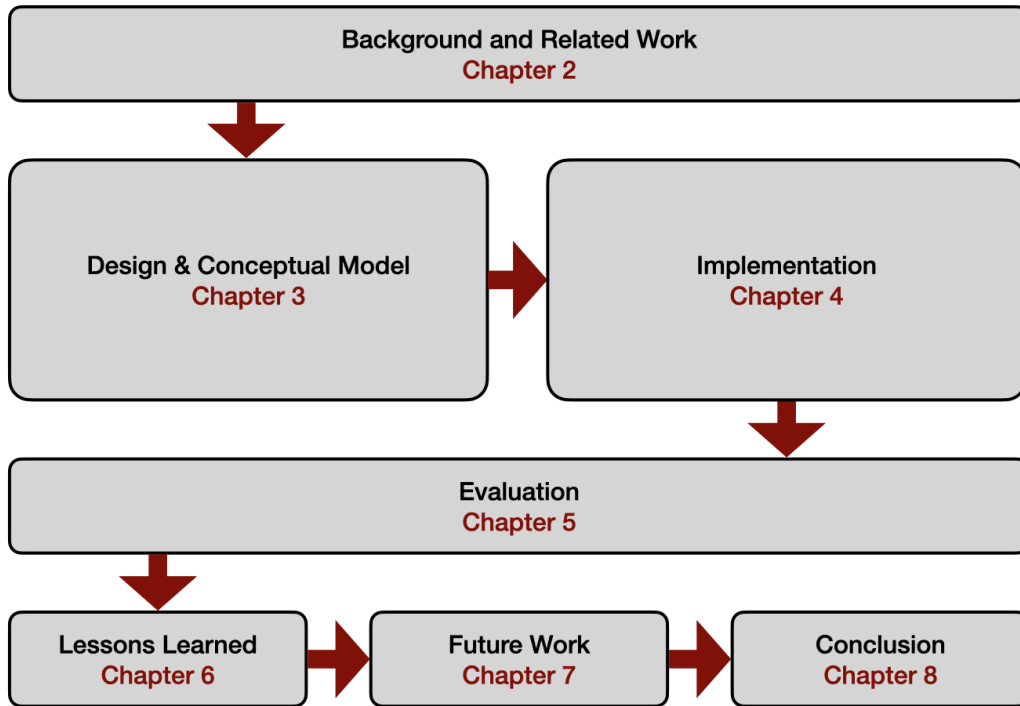 Background and Related Work
Chapter 2
Design & Conceptual Model
Chapter 3
Implementation
Chapter 4
Evaluation
Chapter 5
Lessons Learned
Chapter 6
Future Work
Chapter 7
Conclusion
Chapter 8